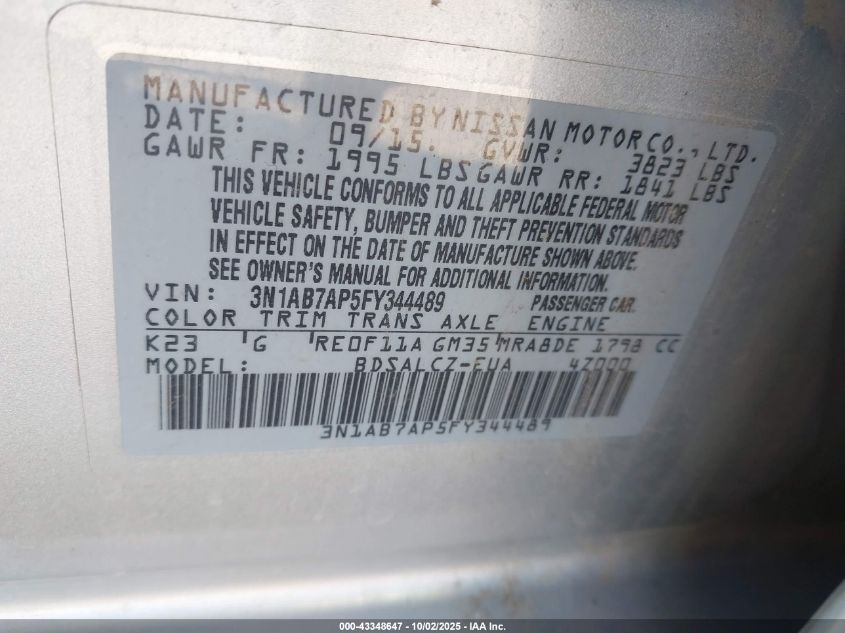 MANUFACTURED BY NISSAN MOTOR CO., LTD.
DATE: 09/15. GVWR: 3823 LBS
GAWR FR: 1995 LBS GAWR RR: 1841 LBS
THIS VEHICLE CONFORMS TO ALL APPLICABLE FEDERAL MOTOR
VEHICLE SAFETY, BUMPER AND THEFT PREVENTION STANDARDS
IN EFFECT ON THE DATE OF MANUFACTURE SHOWN ABOVE.
SEE OWNER'S MANUAL FOR ADDITIONAL INFORMATION.
VIN: 3N1AB7AP5FY344489 PASSENGER CAR
COLOR TRIM TRANS AXLE ENGINE
K23 G RE0F11A GM35 MRA8DE 1798 CC
MODEL: BDSALCZ-EUA 4Z000
3N1AB7AP5FY344489
000-43348647 - 10/02/2025 - IAA Inc.